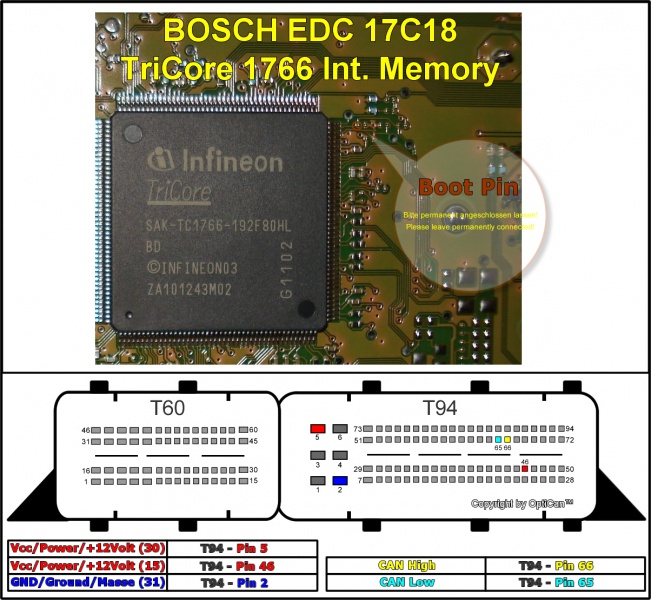 BOSCH EDC 17C18
TriCore 1766 Int. Memory
Infineon
TriCore
SAK-TC1766-192F80HL
BD
©INFINEON03
ZA101243M02
G1102
Boot Pin
Bitte permanent angeschlossen lassen!
Please leave permanently connected!
T60
46 60
31 45
16 30
1 15
T94
5 6
3 4
1 2
73 94
51 72
65 66
46
29 50
7 28
Copyright by OptiCan™
Vcc/Power/+12Volt (30) T94 - Pin 5
Vcc/Power/+12Volt (15) T94 - Pin 46
GND/Ground/Masse (31) T94 - Pin 2
CAN High T94 - Pin 66
CAN Low T94 - Pin 65